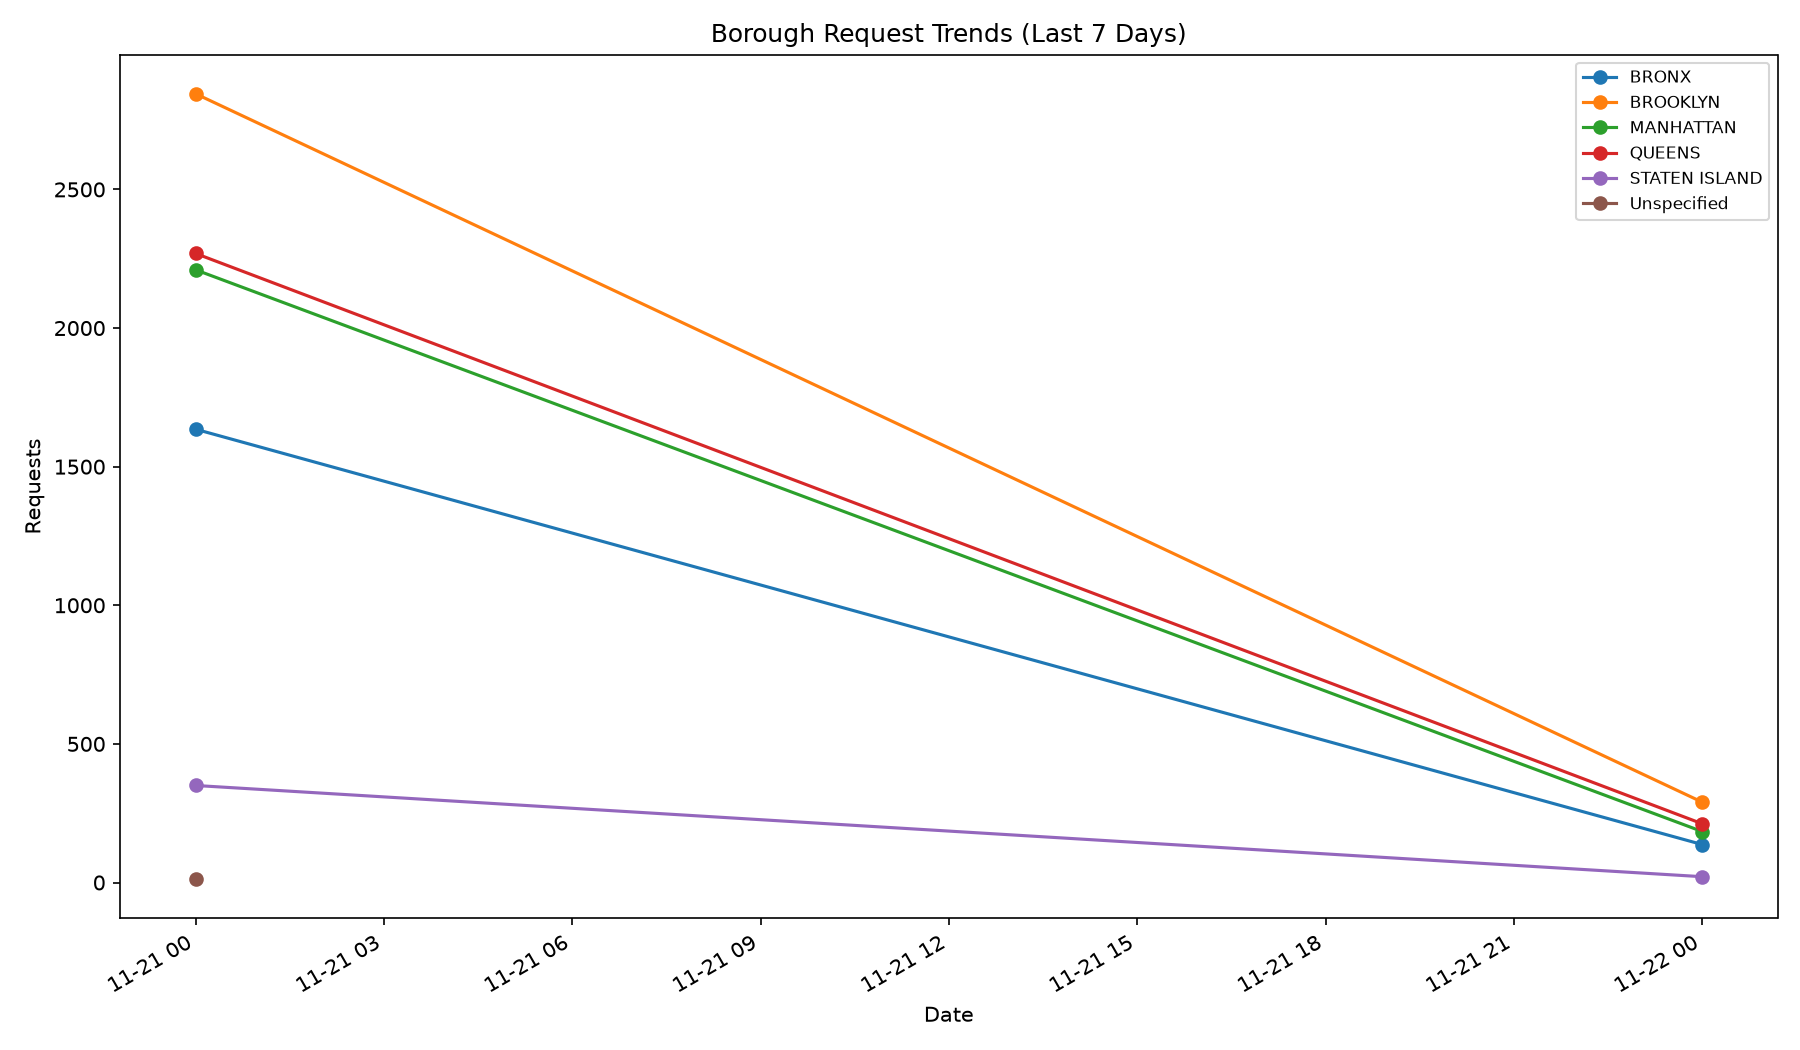 Borough Request Trends (Last 7 Days)
BRONX
BROOKLYN
MANHATTAN
QUEENS
STATEN ISLAND
Unspecified
Requests
2500
2000
1500
1000
500
0
11-21 00
11-21 03
11-21 06
11-21 09
11-21 12
11-21 15
11-21 18
11-21 21
11-22 00
Date